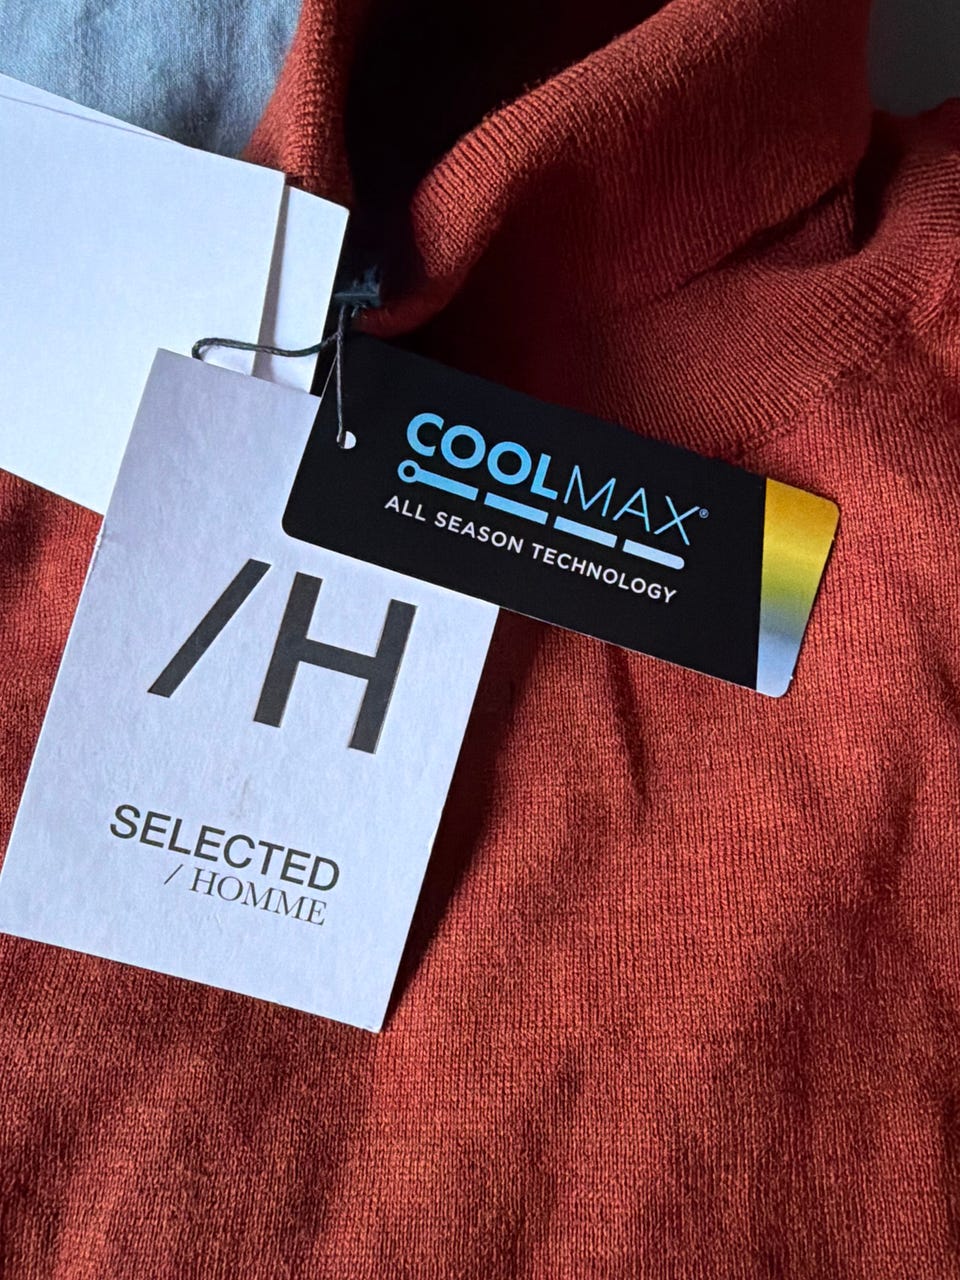 COOLMAX®
ALL SEASON TECHNOLOGY
/H
SELECTED
/ HOMME